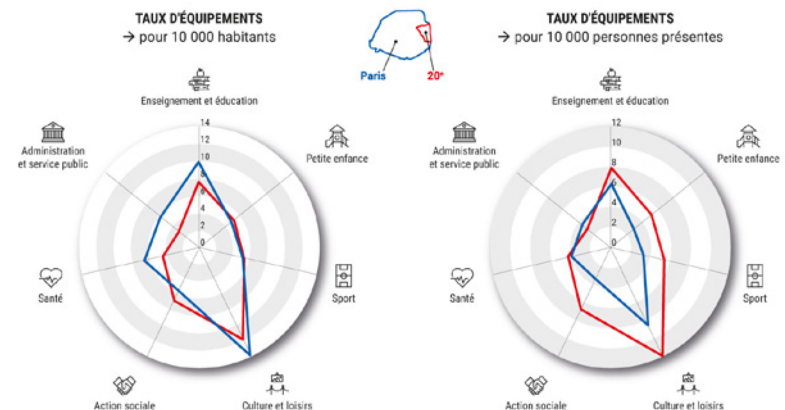 TAUX D'ÉQUIPEMENTS
→ pour 10 000 habitants
Paris
20e
TAUX D'ÉQUIPEMENTS
→ pour 10 000 personnes présentes
Enseignement et éducation
Administration
et service public
Petite enfance
14
12
10
8
6
4
2
0
Santé
Sport
Action sociale
Culture et loisirs
Enseignement et éducation
Administration
et service public
Petite enfance
12
10
8
6
4
2
0
Santé
Sport
Action sociale
Culture et loisirs